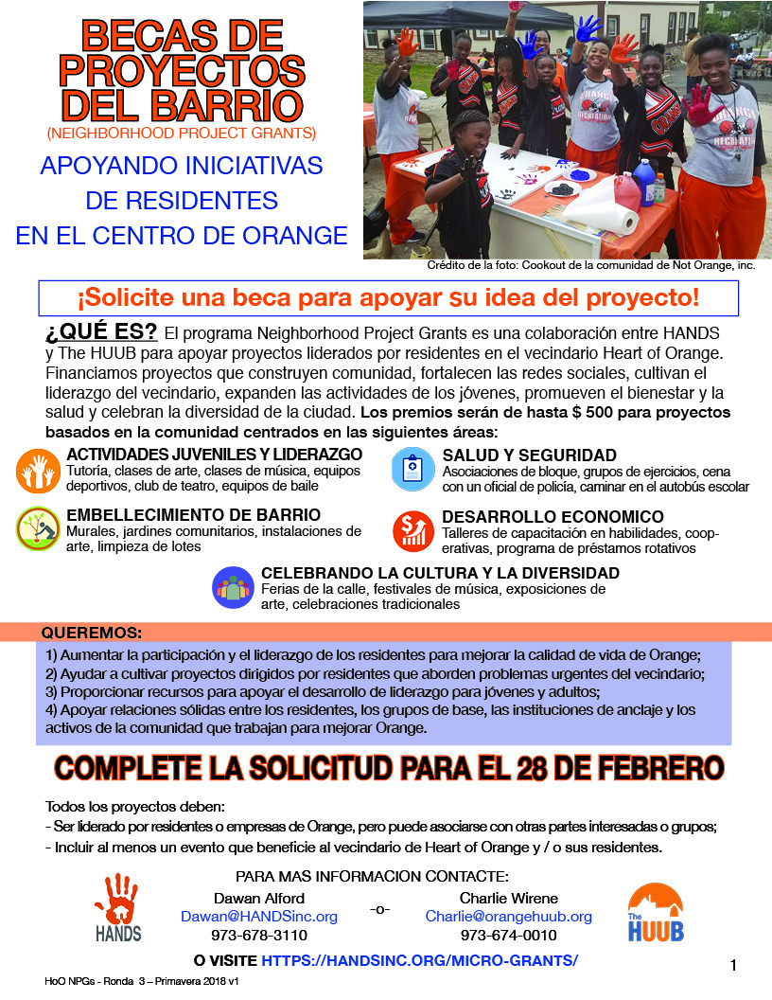 BECAS DE
PROYECTOS
DEL BARRIO
(NEIGHBORHOOD PROJECT GRANTS)
APOYANDO INICIATIVAS
DE RESIDENTES
EN EL CENTRO DE ORANGE
ORANGE
RECREATION
ORANGE
RECREATION
Crédito de la foto: Cookout de la comunidad de Not Orange, inc.
¡Solicite una beca para apoyar su idea del proyecto!
¿QUÉ ES? El programa Neighborhood Project Grants es una colaboración entre HANDS
y The HUUB para apoyar proyectos liderados por residentes en el vecindario Heart of Orange.
Financiamos proyectos que construyen comunidad, fortalecen las redes sociales, cultivan el
liderazgo del vecindario, expanden las actividades de los jóvenes, promueven el bienestar y la
salud y celebran la diversidad de la ciudad. Los premios serán de hasta $ 500 para proyectos
basados en la comunidad centrados en las siguientes áreas:
ACTIVIDADES JUVENILES Y LIDERAZGO
Tutoría, clases de arte, clases de música, equipos
deportivos, club de teatro, equipos de baile
SALUD Y SEGURIDAD
Asociaciones de bloque, grupos de ejercicios, cena
con un oficial de policía, caminar en el autobús escolar
EMBELLECIMIENTO DE BARRIO
Murales, jardines comunitarios, instalaciones de
arte, limpieza de lotes
DESARROLLO ECONOMICO
Talleres de capacitación en habilidades, coop-
erativas, programa de préstamos rotativos
CELEBRANDO LA CULTURA Y LA DIVERSIDAD
Ferias de la calle, festivales de música, exposiciones de
arte, celebraciones tradicionales
QUEREMOS:
1) Aumentar la participación y el liderazgo de los residentes para mejorar la calidad de vida de Orange;
2) Ayudar a cultivar proyectos dirigidos por residentes que aborden problemas urgentes del vecindario;
3) Proporcionar recursos para apoyar el desarrollo de liderazgo para jóvenes y adultos;
4) Apoyar relaciones sólidas entre los residentes, los grupos de base, las instituciones de anclaje y los
activos de la comunidad que trabajan para mejorar Orange.
COMPLETE LA SOLICITUD PARA EL 28 DE FEBRERO
Todos los proyectos deben:
- Ser liderado por residentes o empresas de Orange, pero puede asociarse con otras partes interesadas o grupos;
- Incluir al menos un evento que beneficie al vecindario de Heart of Orange y / o sus residentes.
PARA MAS INFORMACION CONTACTE:
Dawan Alford
Dawan@HANDSinc.org
973-678-3110
-o-
Charlie Wirene
Charlie@orangehuub.org
973-674-0010
HANDS
The
HUUB
O VISITE HTTPS://HANDSINC.ORG/MICRO-GRANTS/
1
HoO NPGs - Ronda 3 – Primavera 2018 v1